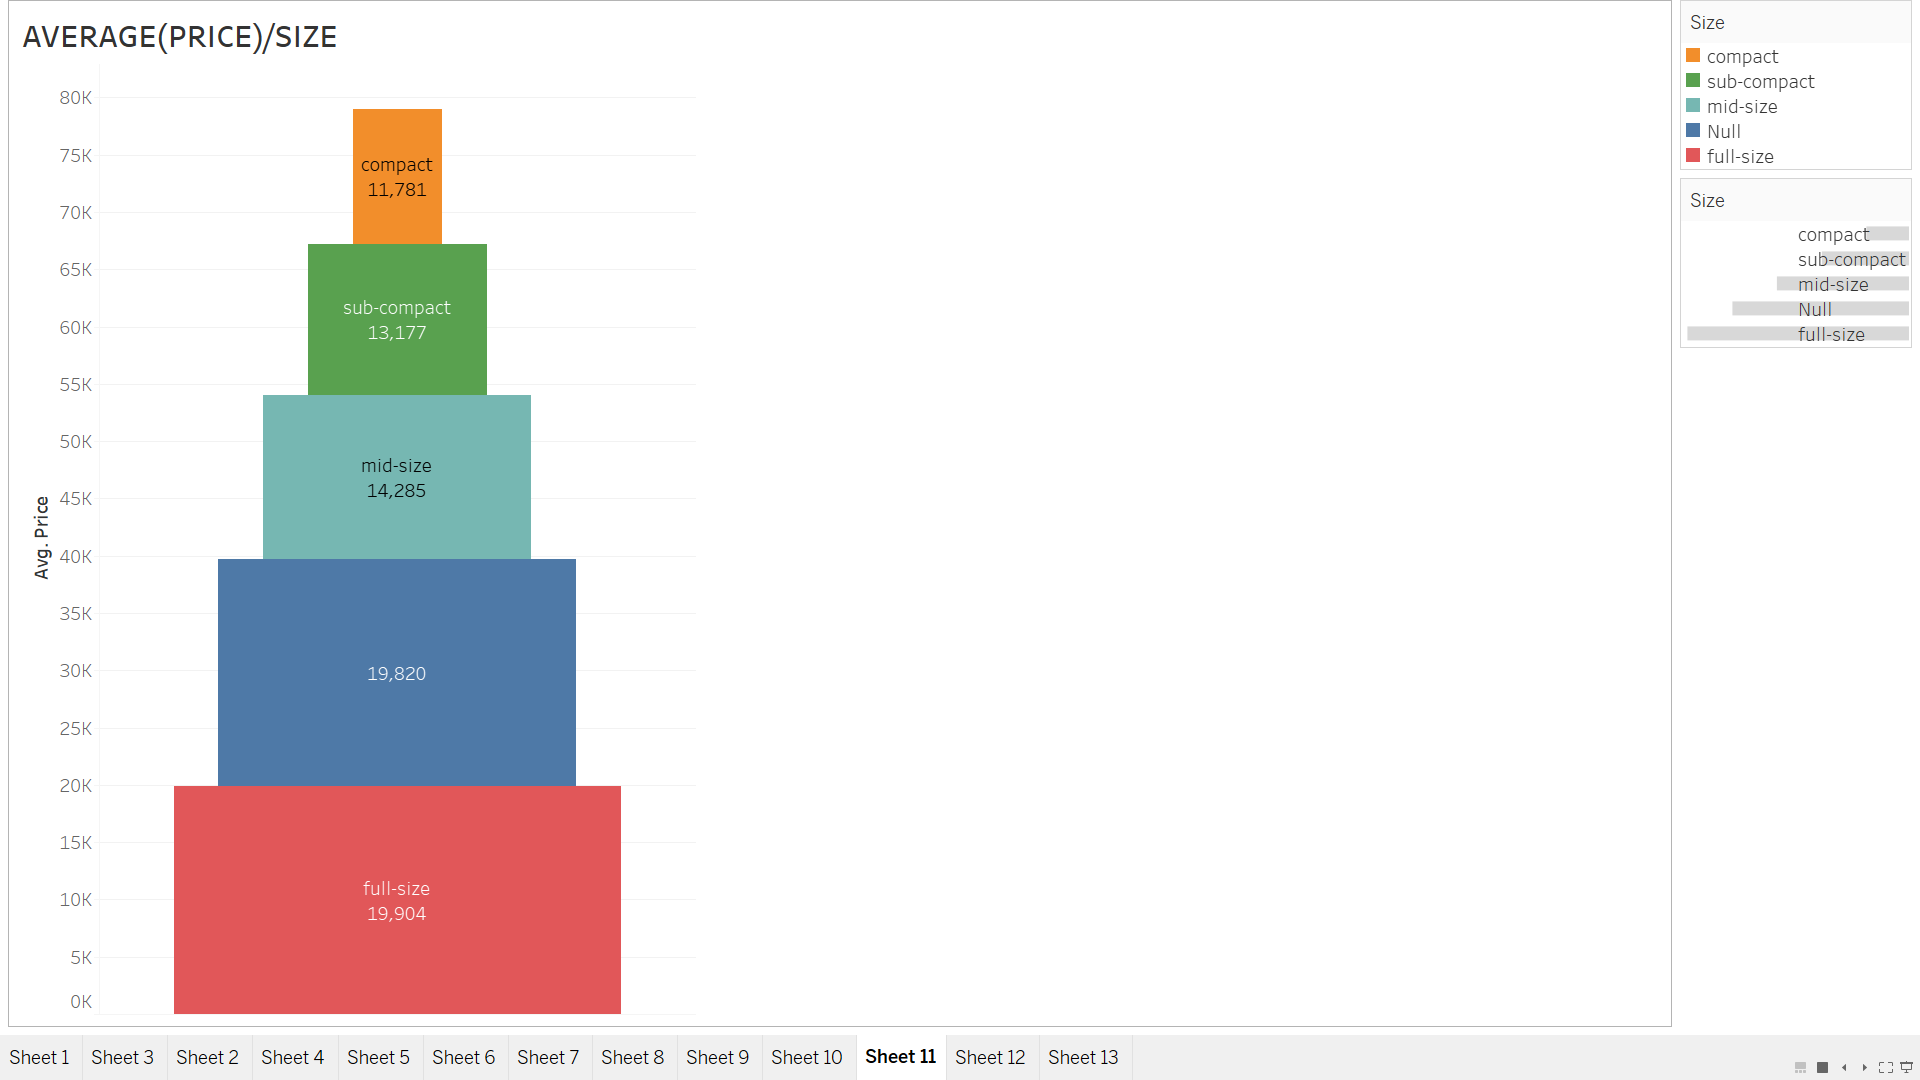 AVERAGE(PRICE)/SIZE
Avg. Price
80K
75K
70K
65K
60K
55K
50K
45K
40K
35K
30K
25K
20K
15K
10K
5K
0K
compact
11,781
sub-compact
13,177
mid-size
14,285
19,820
full-size
19,904
Size
compact
sub-compact
mid-size
Null
full-size
Size
compact
sub-compact
mid-size
Null
full-size
Sheet 1 Sheet 3 Sheet 2 Sheet 4 Sheet 5 Sheet 6 Sheet 7 Sheet 8 Sheet 9 Sheet 10 Sheet 11 Sheet 12 Sheet 13